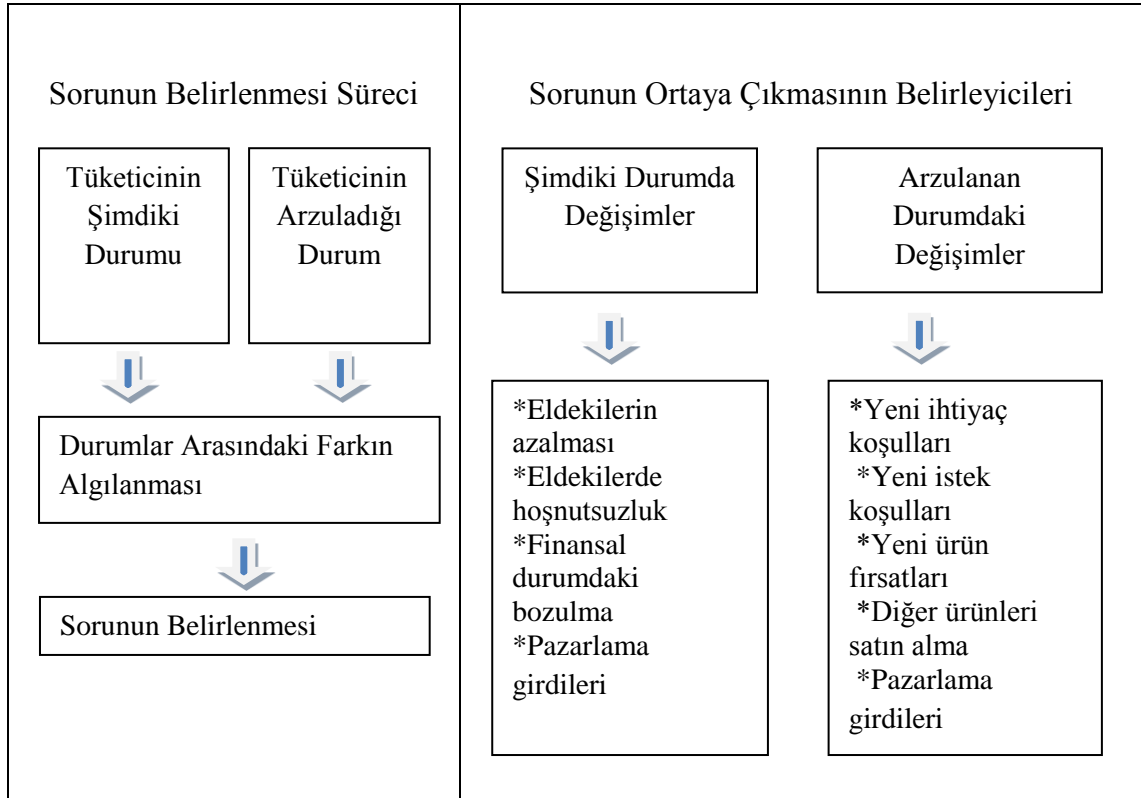 Sorunun Belirlenmesi Süreci
Tüketicinin
Şimdiki
Durumu
Tüketicinin
Arzuladığı
Durum
Durumlar Arasındaki Farkın
Algılanması
Sorunun Belirlenmesi
Sorunun Ortaya Çıkmasının Belirleyicileri
Şimdiki Durumda
Değişimler
Arzulanan
Durumdaki
Değişimler
*Eldekilerin
azalması
*Eldekilerde
hoşnutsuzluk
*Finansal
durumdaki
bozulma
*Pazarlama
girdileri
*Yeni ihtiyaç
koşulları
*Yeni istek
koşulları
*Yeni ürün
fırsatları
*Diğer ürünleri
satın alma
*Pazarlama
girdileri